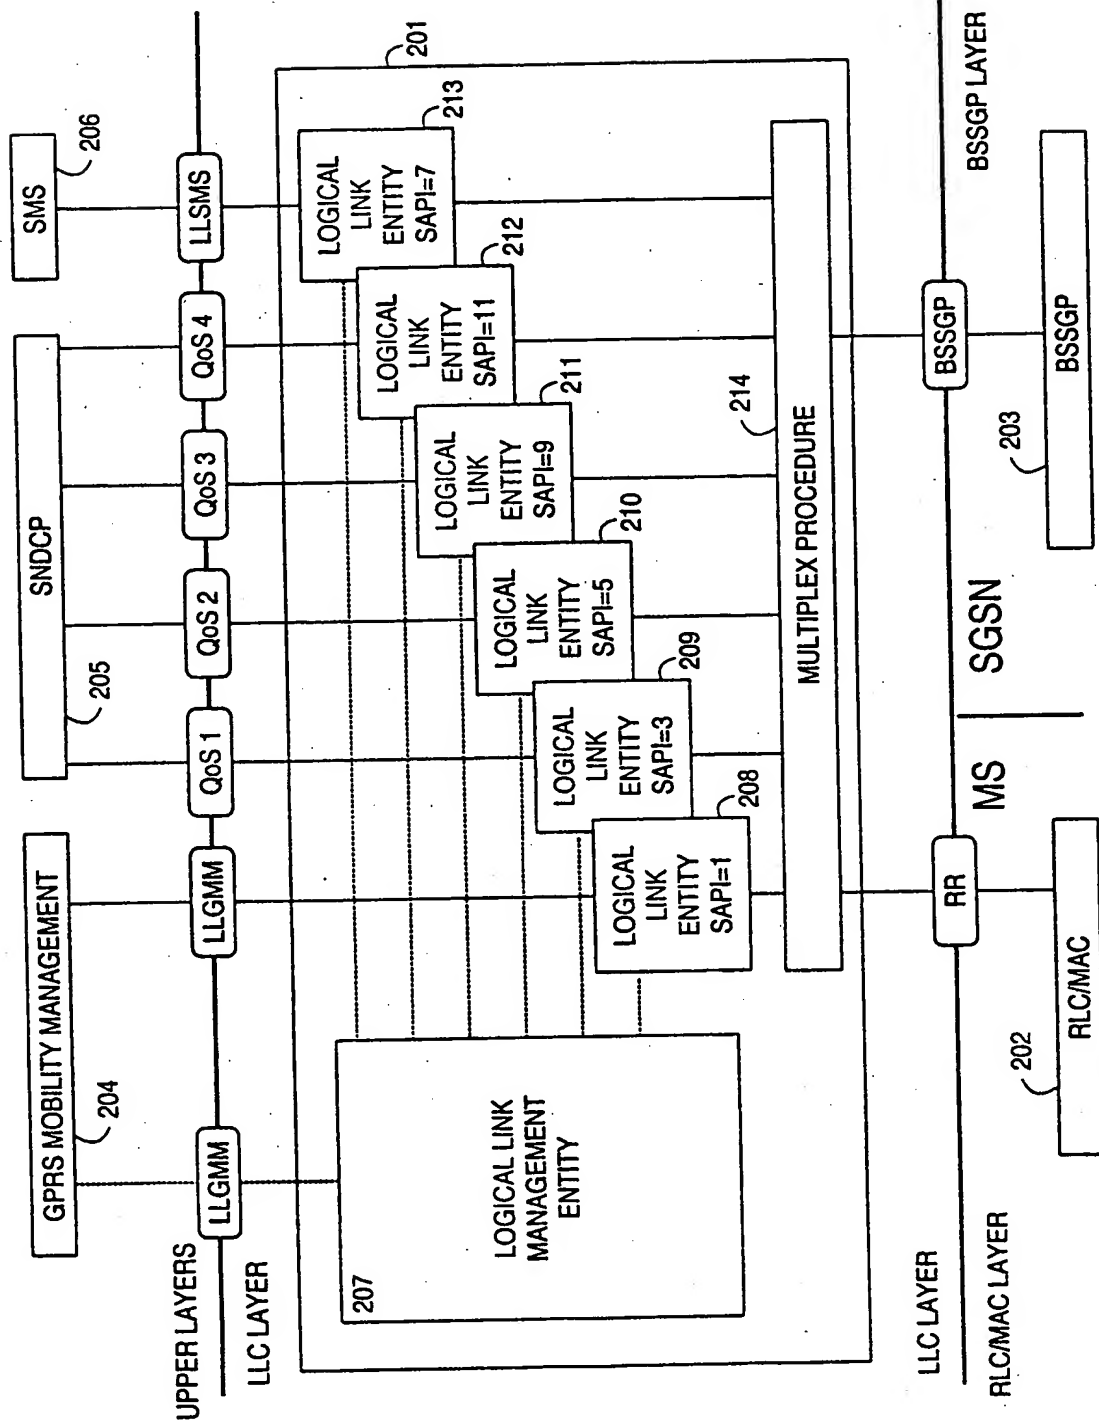 GPRS MOBILITY MANAGEMENT
204
SNDCP
205
SMS
206
UPPER LAYERS
LLC LAYER
LLGMM
LLGMM
QoS 1
QoS 2
QoS 3
QoS 4
LLSMS
201
207
LOGICAL LINK
MANAGEMENT
ENTITY
LOGICAL
LINK
ENTITY
SAPI=1
208
LOGICAL
LINK
ENTITY
SAPI=3
209
LOGICAL
LINK
ENTITY
SAPI=5
210
LOGICAL
LINK
ENTITY
SAPI=9
211
LOGICAL
LINK
ENTITY
SAPI=11
212
LOGICAL
LINK
ENTITY
SAPI=7
213
MULTIPLEX PROCEDURE
214
LLC LAYER
RLC/MAC LAYER
RR
MS
SGSN
BSSGP
BSSGP LAYER
202
RLC/MAC
203
BSSGP